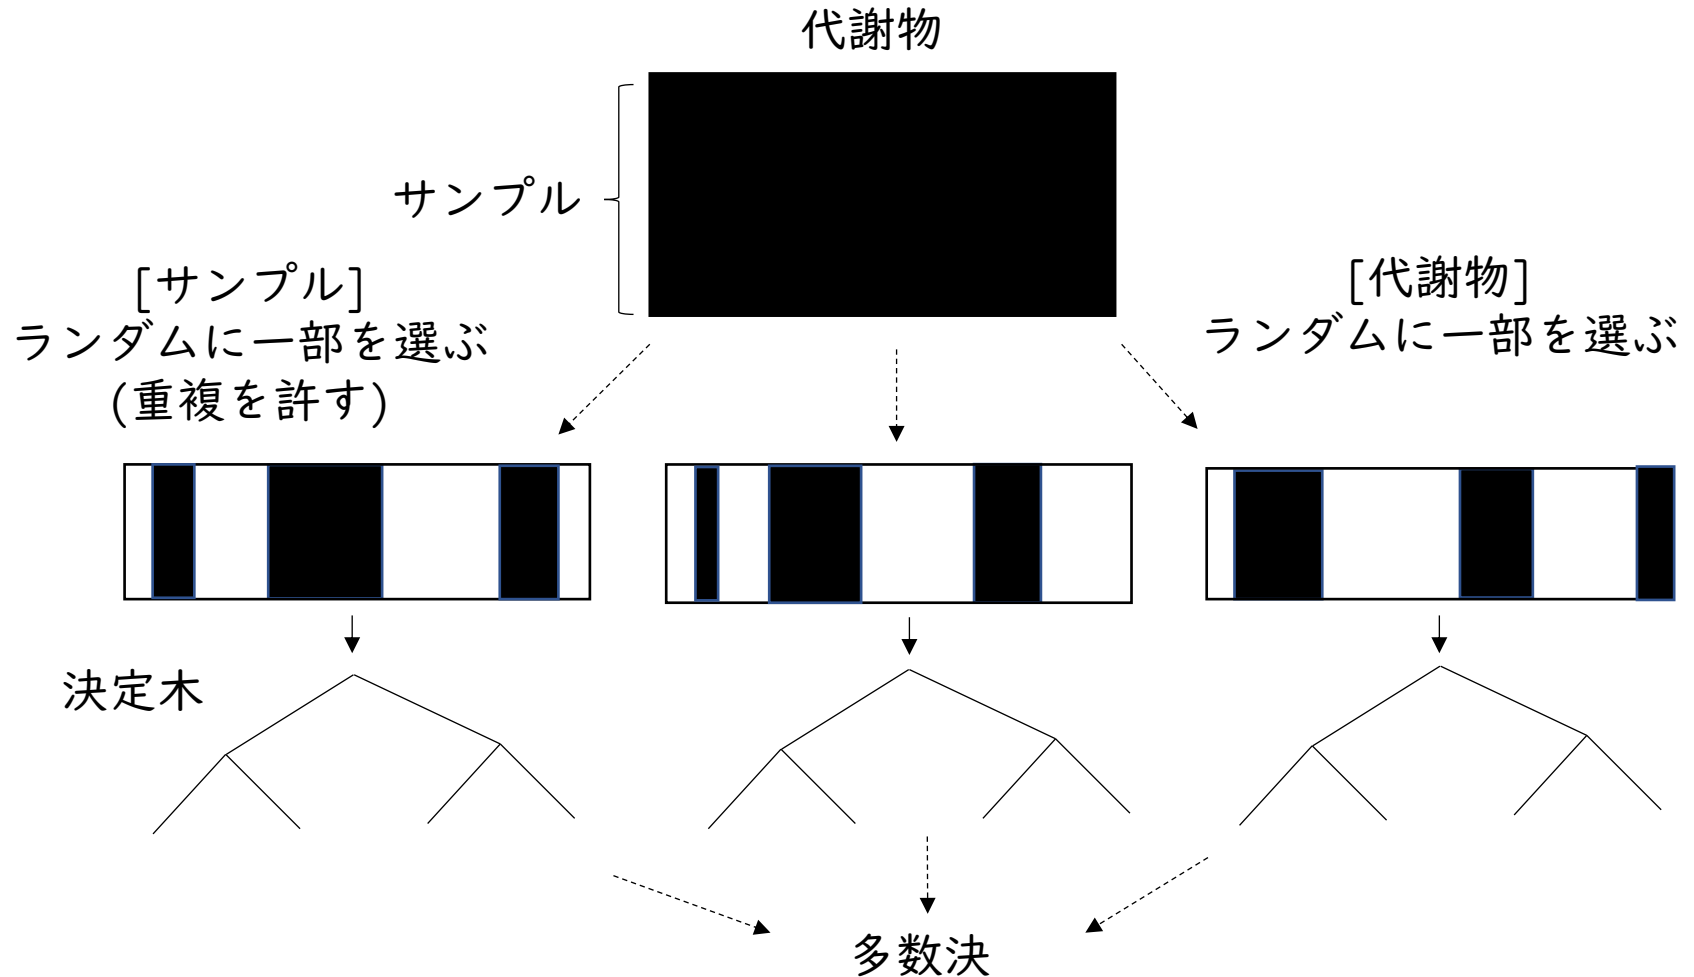 代謝物
サンプル
[サンプル]
ランダムに一部を選ぶ
(重複を許す)
[代謝物]
ランダムに一部を選ぶ
決定木
多数決